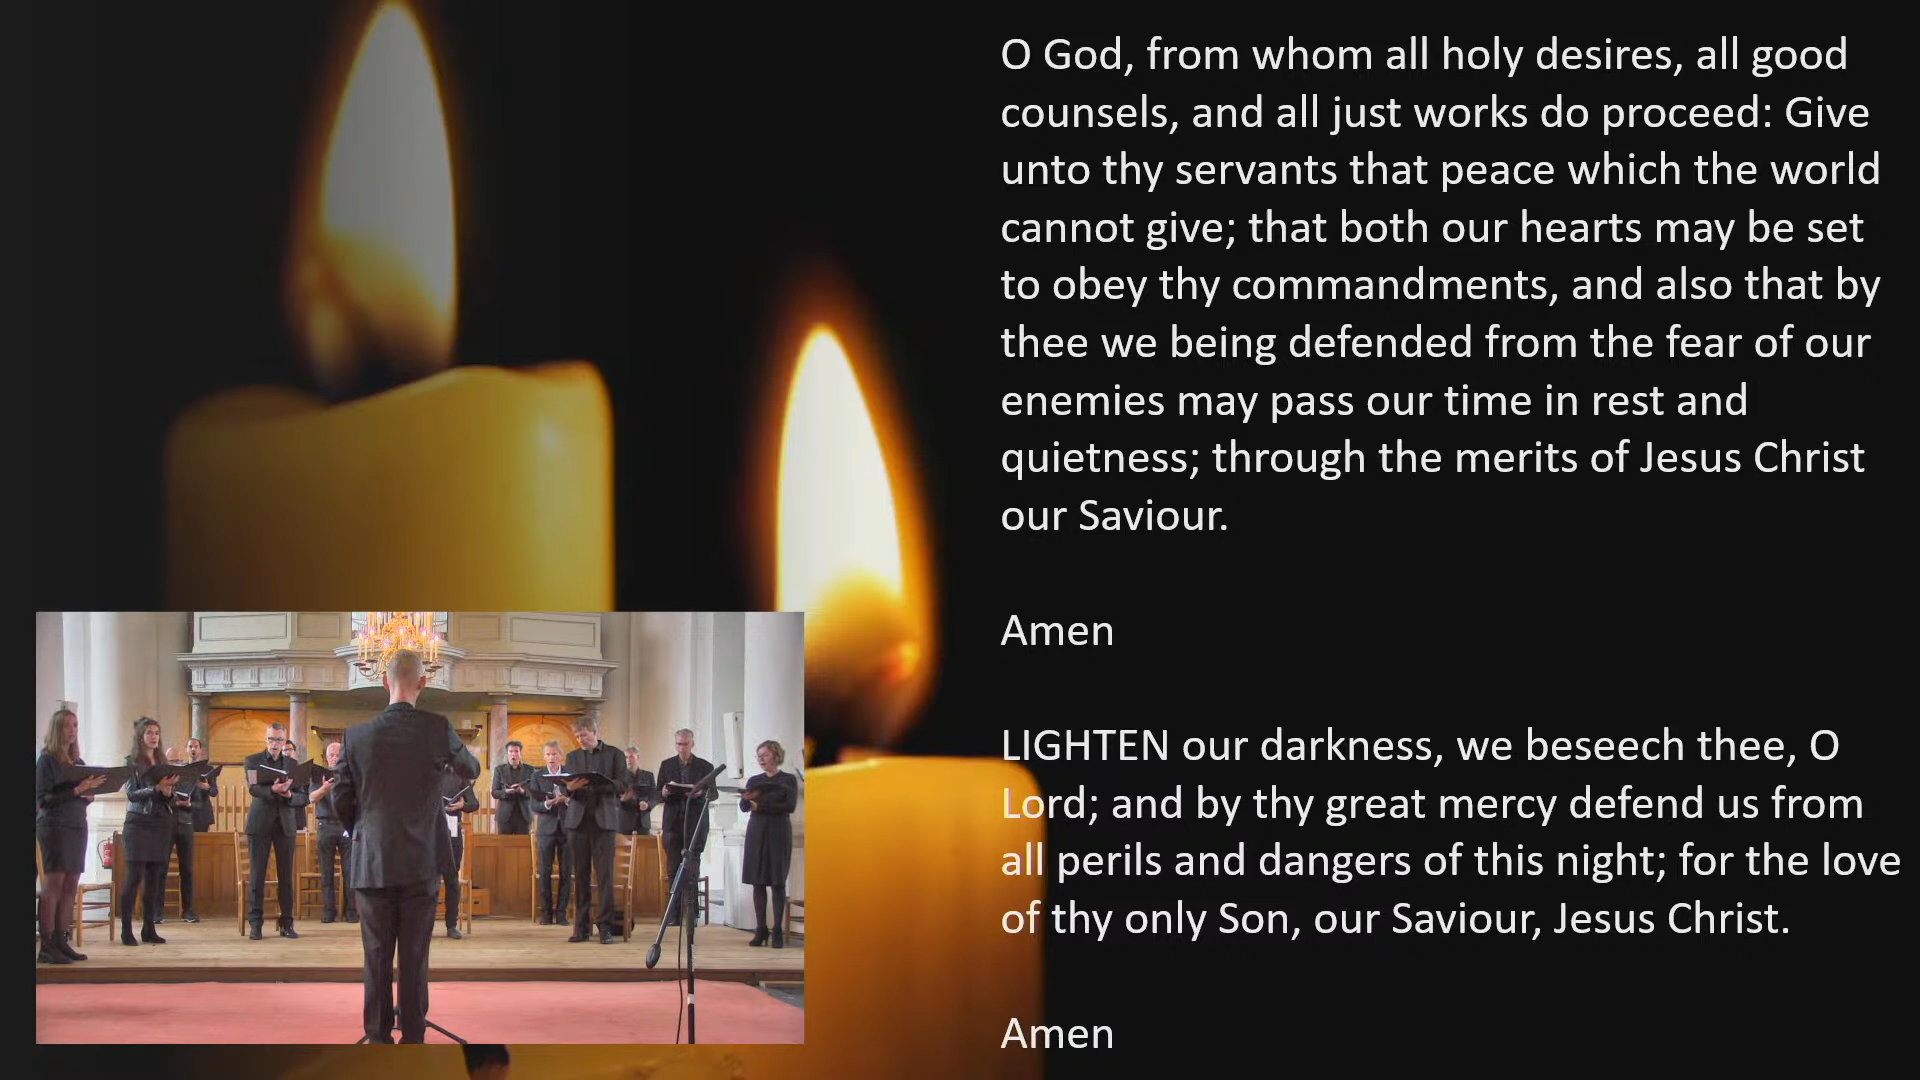 O God, from whom all holy desires, all good
counsels, and all just works do proceed: Give
unto thy servants that peace which the world
cannot give; that both our hearts may be set
to obey thy commandments, and also that by
thee we being defended from the fear of our
enemies may pass our time in rest and
quietness; through the merits of Jesus Christ
our Saviour.
Amen
LIGHTEN our darkness, we beseech thee, O
Lord; and by thy great mercy defend us from
all perils and dangers of this night; for the love
of thy only Son, our Saviour, Jesus Christ.
Amen